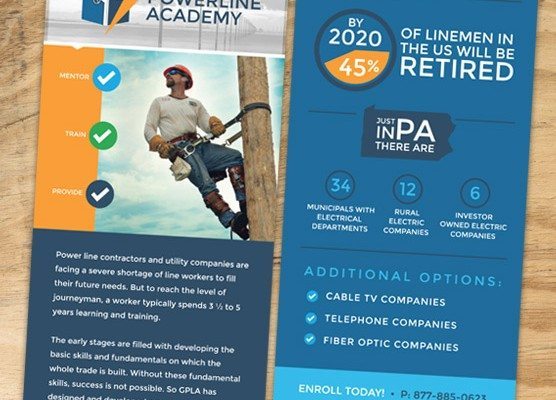 POWERLINE
ACADEMY
MENTOR
TRAIN
PROVIDE
Power line contractors and utility companies are
facing a severe shortage of line workers to fill
their future needs. But to reach the level of
journeyman, a worker typically spends 3 ½ to 5
years learning and training.
The early stages are filled with developing the
basic skills and fundamentals on which the
whole trade is built. Without these fundamental
skills, success is not possible. So GPLA has
designed and
BY
2020
45%
OF LINEMEN IN
THE US WILL BE
RETIRED
JUST
IN PA
THERE ARE
34
MUNICIPALS WITH
ELECTRICAL
DEPARTMENTS
12
RURAL
ELECTRIC
COMPANIES
6
INVESTOR
OWNED ELECTRIC
COMPANIES
ADDITIONAL OPTIONS:
CABLE TV COMPANIES
TELEPHONE COMPANIES
FIBER OPTIC COMPANIES
ENROLL TODAY! • P: 877-885-0623